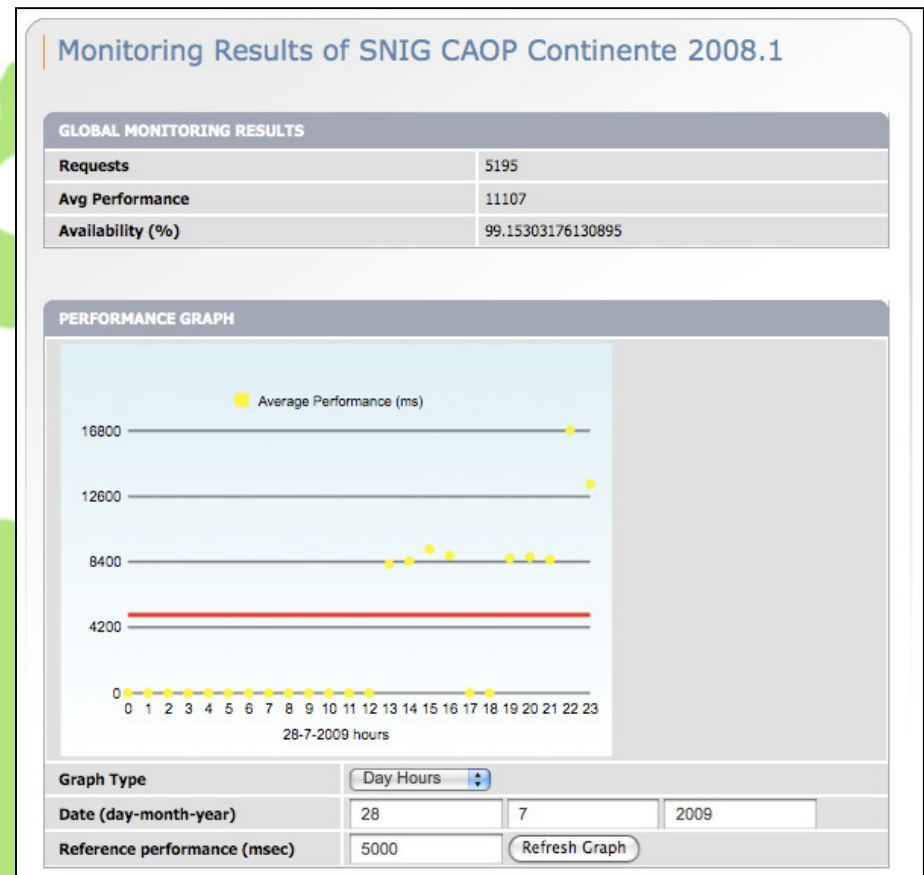 Monitoring Results of SNIG CAOP Continente 2008.1
GLOBAL MONITORING RESULTS
Requests 5195
Avg Performance 11107
Availability (%) 99.15303176130895
PERFORMANCE GRAPH
Average Performance (ms)
16800
12600
8400
4200
0
0 1 2 3 4 5 6 7 8 9 10 11 12 13 14 15 16 17 18 19 20 21 22 23
28-7-2009 hours
Graph Type Day Hours
Date (day-month-year) 28 7 2009
Reference performance (msec) 5000 Refresh Graph